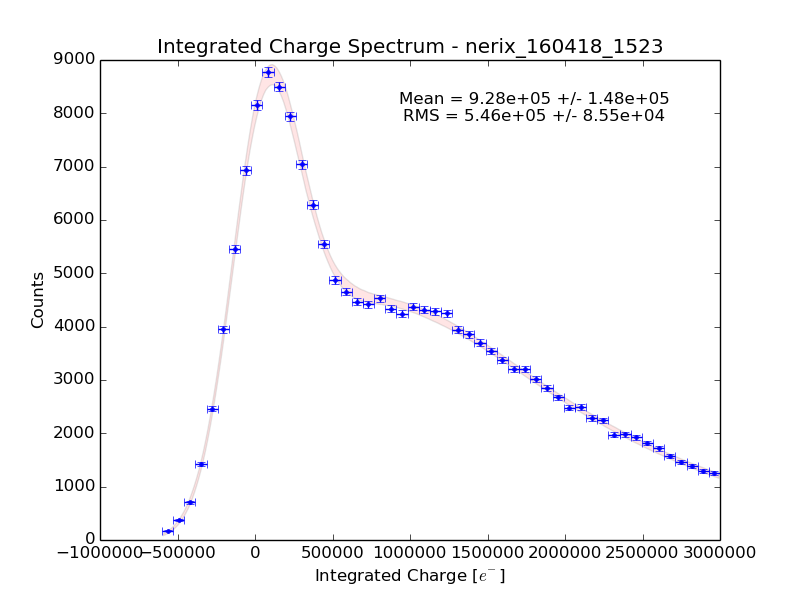 Integrated Charge Spectrum - nerix_160418_1523
Mean = 9.28e+05 +/- 1.48e+05
RMS = 5.46e+05 +/- 8.55e+04
9000
8000
7000
6000
5000
4000
3000
2000
1000
0
Counts
−1000000 −500000 0 500000 1000000 1500000 2000000 2500000 3000000
Integrated Charge [e⁻]